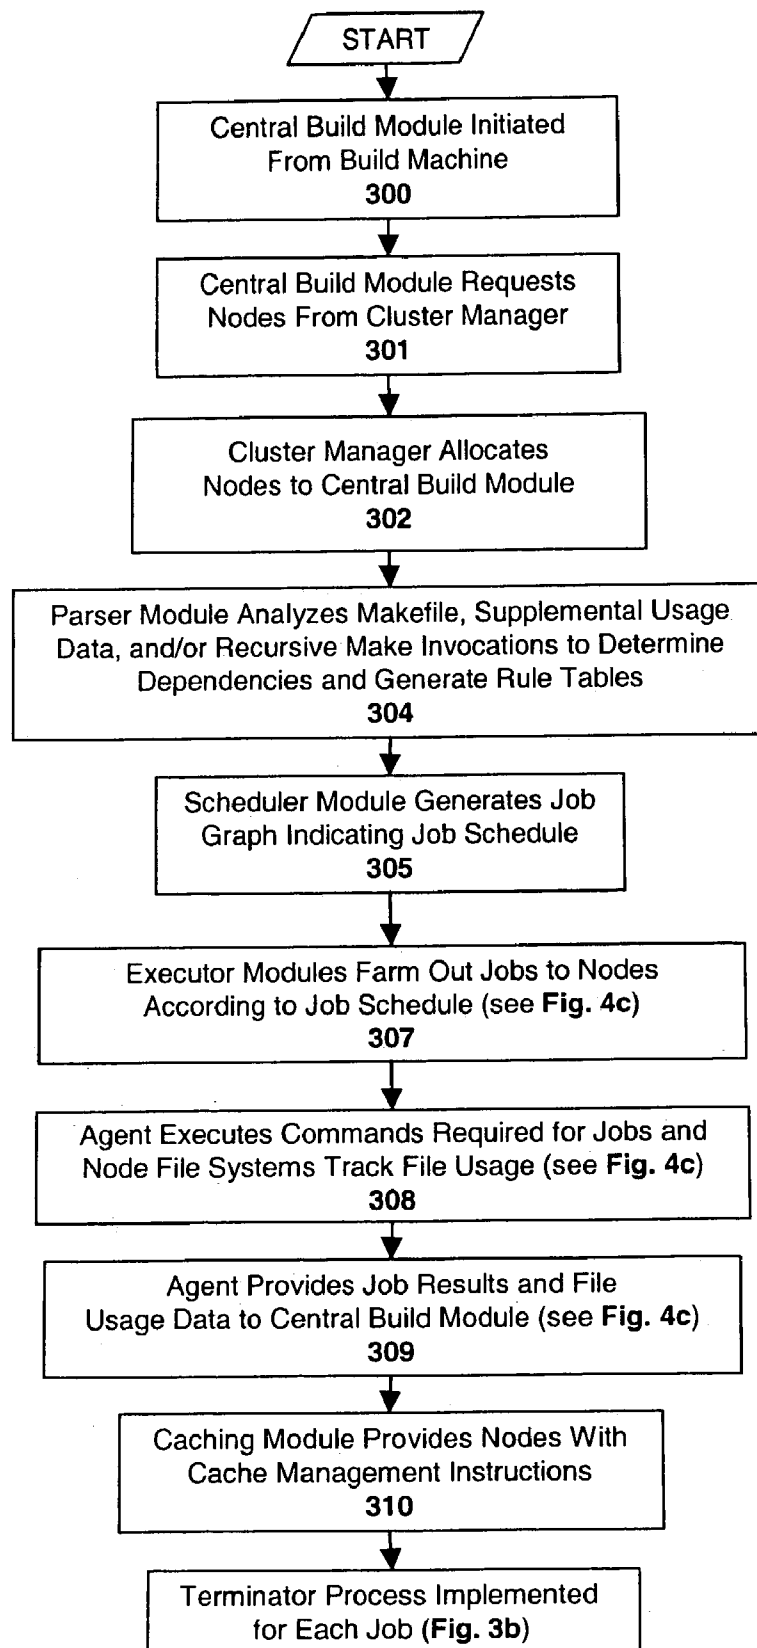 START
Central Build Module Initiated
From Build Machine
300
Central Build Module Requests
Nodes From Cluster Manager
301
Cluster Manager Allocates
Nodes to Central Build Module
302
Parser Module Analyzes Makefile, Supplemental Usage
Data, and/or Recursive Make Invocations to Determine
Dependencies and Generate Rule Tables
304
Scheduler Module Generates Job
Graph Indicating Job Schedule
305
Executor Modules Farm Out Jobs to Nodes
According to Job Schedule (see Fig. 4c)
307
Agent Executes Commands Required for Jobs and
Node File Systems Track File Usage (see Fig. 4c)
308
Agent Provides Job Results and File
Usage Data to Central Build Module (see Fig. 4c)
309
Caching Module Provides Nodes With
Cache Management Instructions
310
Terminator Process Implemented
for Each Job (Fig. 3b)